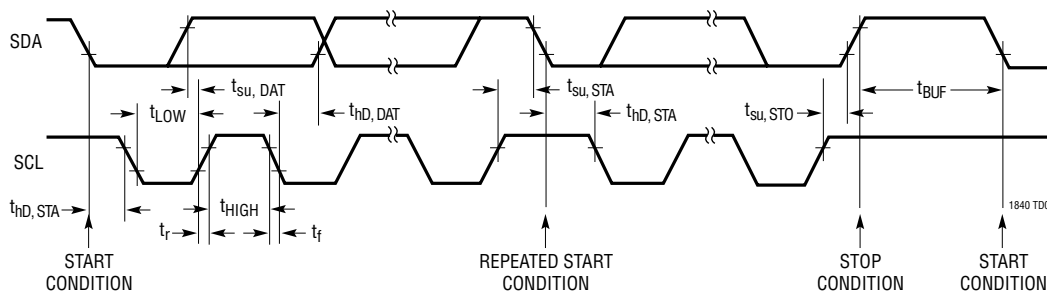 SDA
tsu, DAT
tLOW
thD, DAT
tsu, STA
thD, STA
tsu, STO
tBUF
SCL
thD, STA
tr
tHIGH
tf
1840 TD
START
CONDITION
REPEATED START
CONDITION
STOP
CONDITION
START
CONDITION